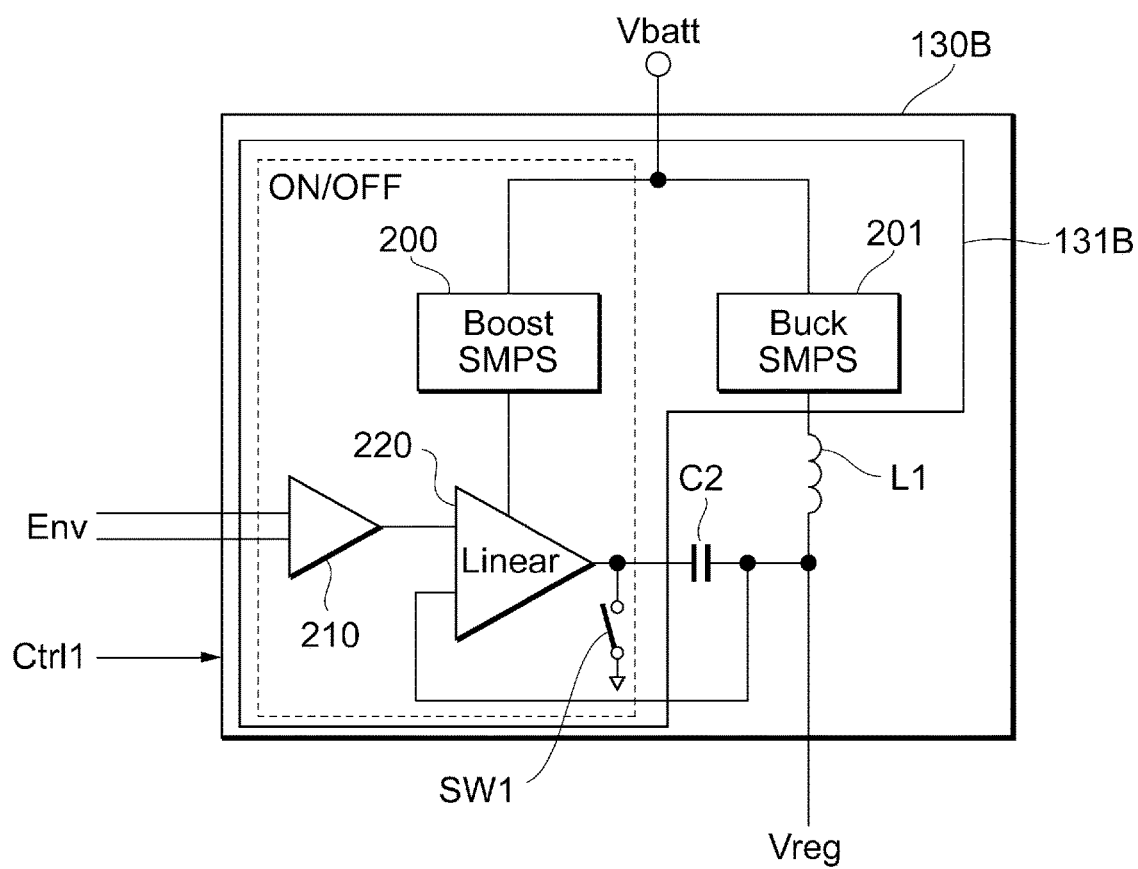 Vbatt
130B
ON/OFF
200
201
131B
Boost
SMPS
Buck
SMPS
220
C2
L1
Env
Linear
210
Ctrl1
SW1
Vreg